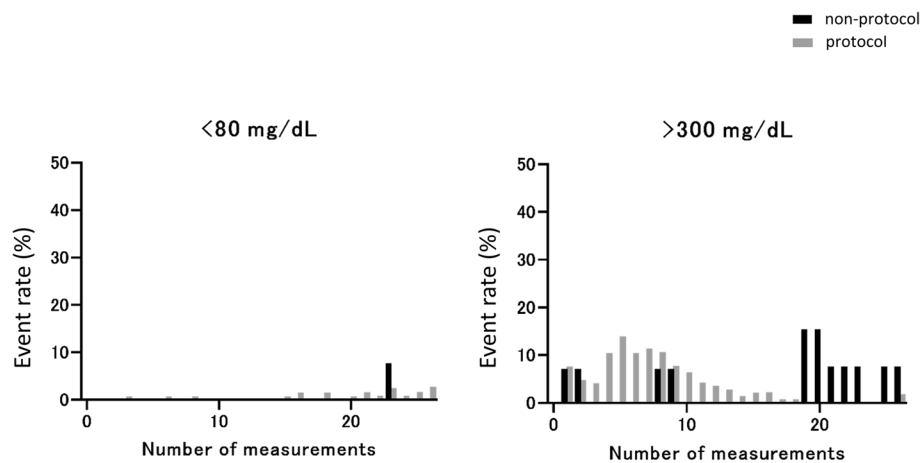 non-protocol
protocol
<80 mg/dL
50
40
30
20
10
0
Event rate (%)
0 10 20
Number of measurements
>300 mg/dL
50
40
30
20
10
0
Event rate (%)
0 10 20
Number of measurements